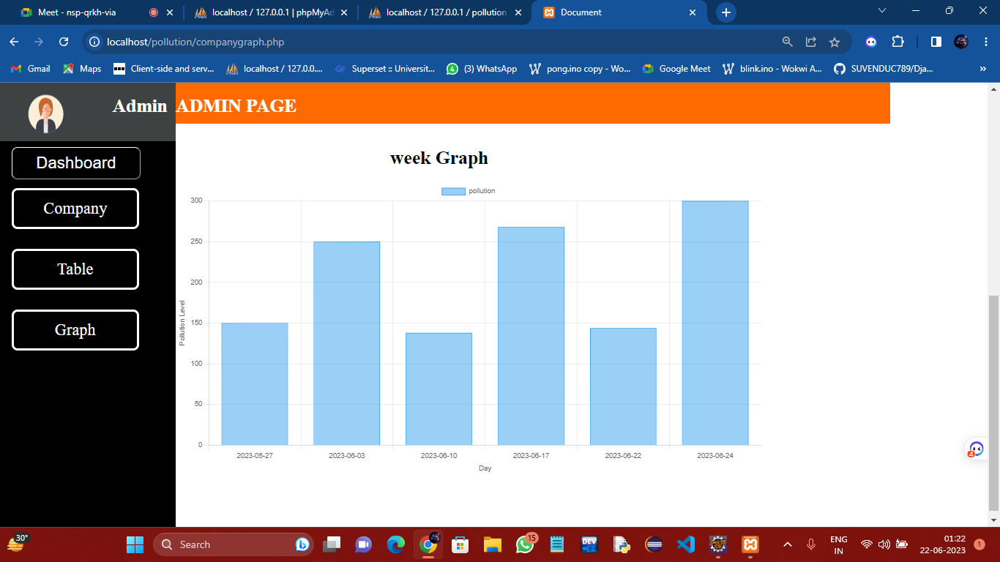 Meet - nsp-qrkh-via
localhost / 127.0.0.1 | phpMyAd
localhost / 127.0.0.1 / pollution
Document
localhost/pollution/companygraph.php
Gmail
Maps
Client-side and serv...
localhost / 127.0.0....
Superset :: Universit...
4
(3) WhatsApp
pong.ino copy - Wo...
Google Meet
blink.ino - Wokwi A...
SUVENDUC789/Dja...
»
Admin
ADMIN PAGE
Dashboard
Company
Table
Graph
week Graph
pollution
300
250
200
150
100
50
0
Pollution Level
2023-05-27
2023-06-03
2023-06-10
2023-06-17
2023-06-22
2023-06-24
Day
4
30°
Search
15
DEV
ENG
IN
01:22
22-06-2023
1